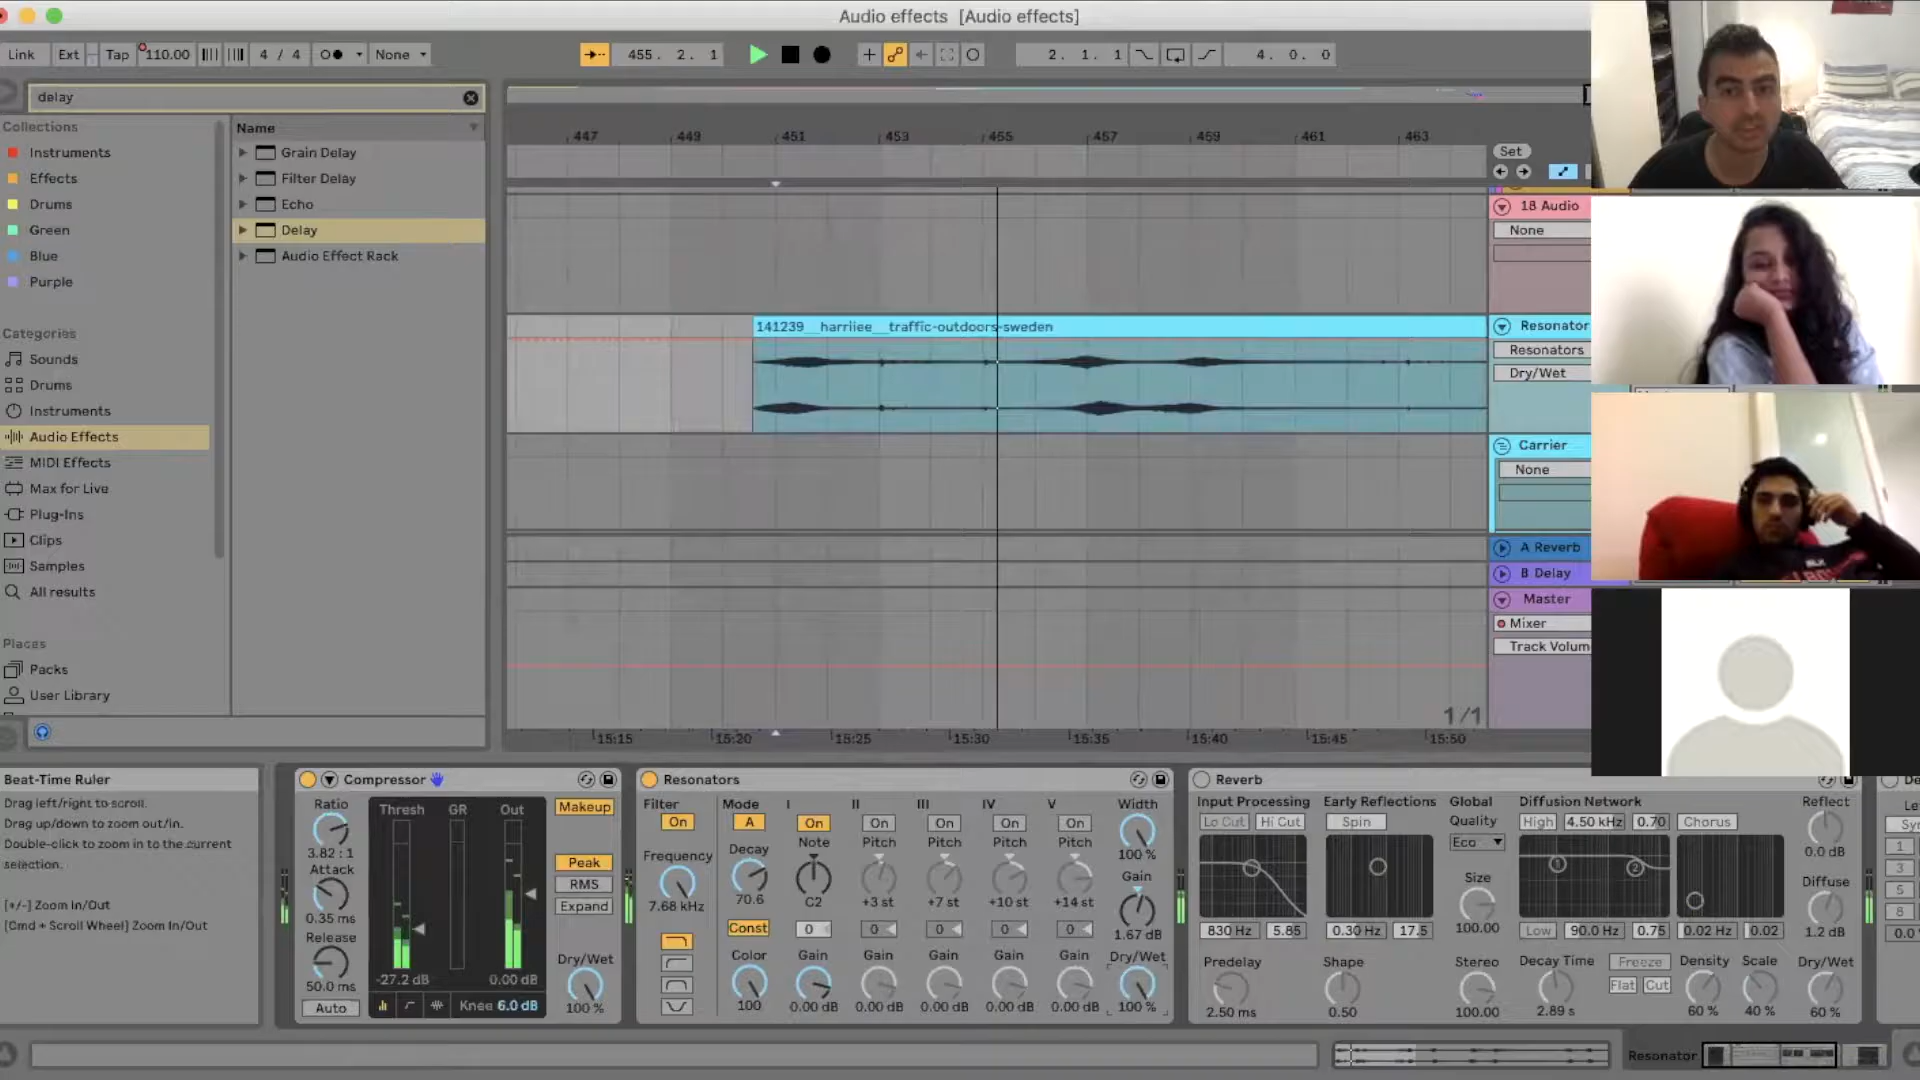 Audio effects [Audio effects]
Link Ext Tap 110.00 4 / 4 None 455. 2. 1 2. 1. 1 4. 0. 0
delay
Collections
Instruments
Effects
Drums
Green
Blue
Purple
Categories
Sounds
Drums
Instruments
Audio Effects
MIDI Effects
Max for Live
Plug-Ins
Clips
Samples
All results
Places
Packs
User Library
Name
Grain Delay
Filter Delay
Echo
Delay
Audio Effect Rack
447 449 451 453 455 457 459 461 463
Set
141239__harriiee__traffic-outdoors-sweden
18 Audio
None
Resonator
Resonators
Dry/Wet
Carrier
None
A Reverb
B Delay
Master
Mixer
Track Volum
1/1
15:15 15:20 15:25 15:30 15:35 15:40 15:45 15:50
Beat-Time Ruler
Drag left/right to scroll.
Drag up/down to zoom out/in.
Double-click to zoom in to the current
selection.
[+/-] Zoom In/Out
[Cmd + Scroll Wheel] Zoom In/Out
Compressor
Ratio
3.82 : 1
Attack
0.35 ms
Release
50.0 ms
Auto
Thresh GR Out
-27.2 dB 0.00 dB
Knee 6.0 dB
Makeup
Peak
RMS
Expand
Dry/Wet
100 %
Resonators
Filter
On
Frequency
7.68 kHz
Mode
A
Decay
70.6
Const
Color
100
I II III IV V
On On On On On
Note Pitch Pitch Pitch Pitch
C2 +3 st +7 st +10 st +14 st
0 0 0 0 0
Gain Gain Gain Gain Gain
0.00 dB 0.00 dB 0.00 dB 0.00 dB 0.00 dB
Width
100 %
Gain
1.67 dB
Dry/Wet
100 %
Reverb
Input Processing
Lo Cut Hi Cut
830 Hz 5.85
Predelay
2.50 ms
Early Reflections
Spin
0.30 Hz 17.5
Shape
0.50
Global
Quality
Eco
Size
100.00
Stereo
100.00
Diffusion Network
High 4.50 kHz 0.70 Chorus
Low 90.0 Hz 0.75 0.02 Hz 0.02
Decay Time
2.89 s
Freeze
Flat Cut
Density
60 %
Scale
40 %
Reflect
0.0 dB
Diffuse
1.2 dB
Dry/Wet
60 %
1
3
5
8
0.0
Resonator